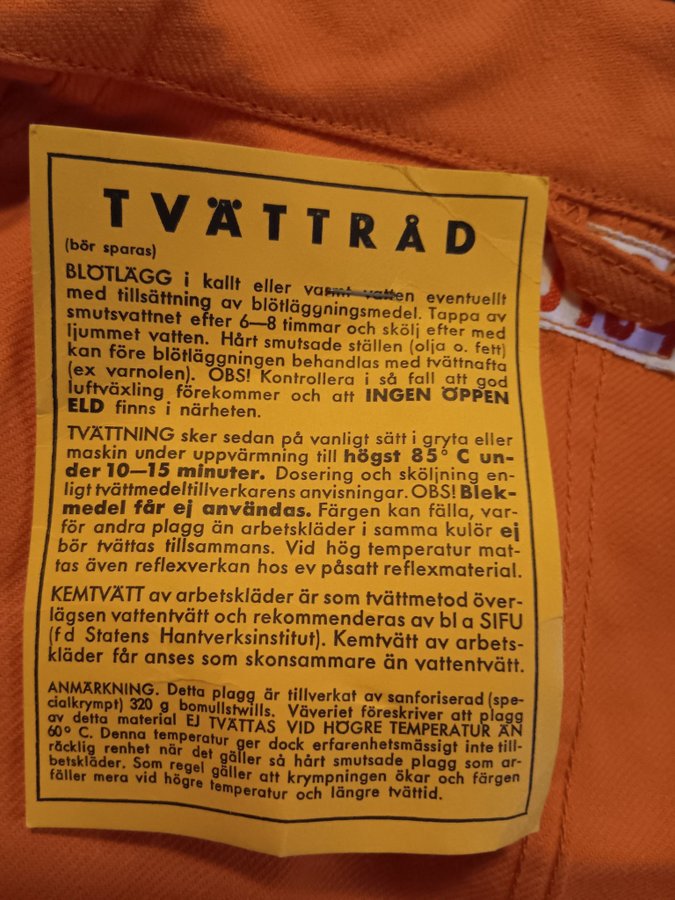 TVÄTTRÅD
(bör sparas)
BLÖTLÄGG i kallt eller varmt vatten eventuellt
med tillsättning av blötläggningsmedel. Tappa av
smutsvattnet efter 6—8 timmar och skölj efter med
ljummet vatten. Hårt smutsade ställen (olja o. fett)
kan före blötläggningen behandlas med tvättnafta
(ex varnolen). OBS! Kontrollera i så fall att god
luftväxling förekommer och att INGEN ÖPPEN
ELD finns i närheten.
TVÄTTNING sker sedan på vanligt sätt i gryta eller
maskin under uppvärmning till högst 85° C un-
der 10—15 minuter. Dosering och sköljning en-
ligt tvättmedeltillverkarens anvisningar. OBS! Blek-
medel får ej användas. Färgen kan fälla, var-
för andra plagg än arbetskläder i samma kulör ej
bör tvättas tillsammans. Vid hög temperatur mat-
tas även reflexverkan hos ev påsatt reflexmaterial.
KEMTVÄTT av arbetskläder är som tvättmetod över-
lägsen vattentvätt och rekommenderas av bl a SIFU
(f d Statens Hantverksinstitut). Kemtvätt av arbets-
kläder får anses som skonsammare än vattentvätt.
ANMÄRKNING. Detta plagg är tillverkat av sanforiserad (spe-
cialkrympt) 320 g bomullstwills. Väveriet föreskriver att plagg
av detta material EJ TVÄTTAS VID HÖGRE TEMPERATUR ÄN
60° C. Denna temperatur ger dock erfarenhetsmässigt inte till-
räcklig renhet när det gäller så hårt smutsade plagg som ar-
betskläder. Som regel gäller att krympningen ökar och färgen
fäller mera vid högre temperatur och längre tvättid.